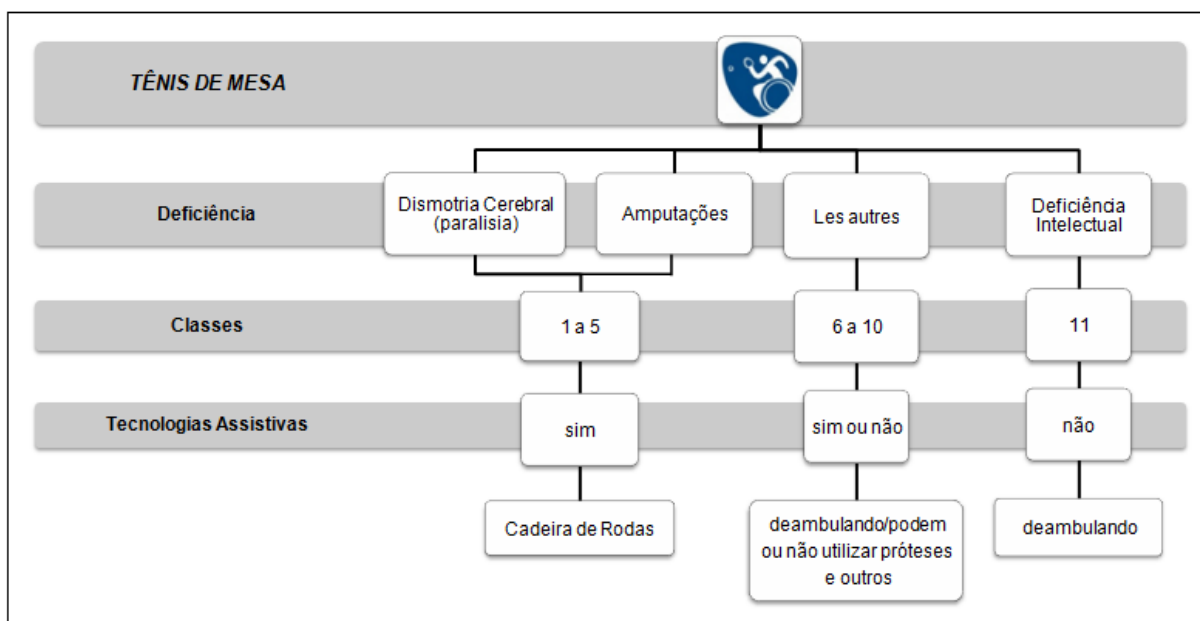 TÊNIS DE MESA
Deficiência
Dismotria Cerebral
(paralisia)
Amputações
Les autres
Deficiência
Intelectual
Classes
1 a 5
6 a 10
11
Tecnologias Assistivas
sim
sim ou não
não
Cadeira de Rodas
deambulando/podem
ou não utilizar próteses
e outros
deambulando